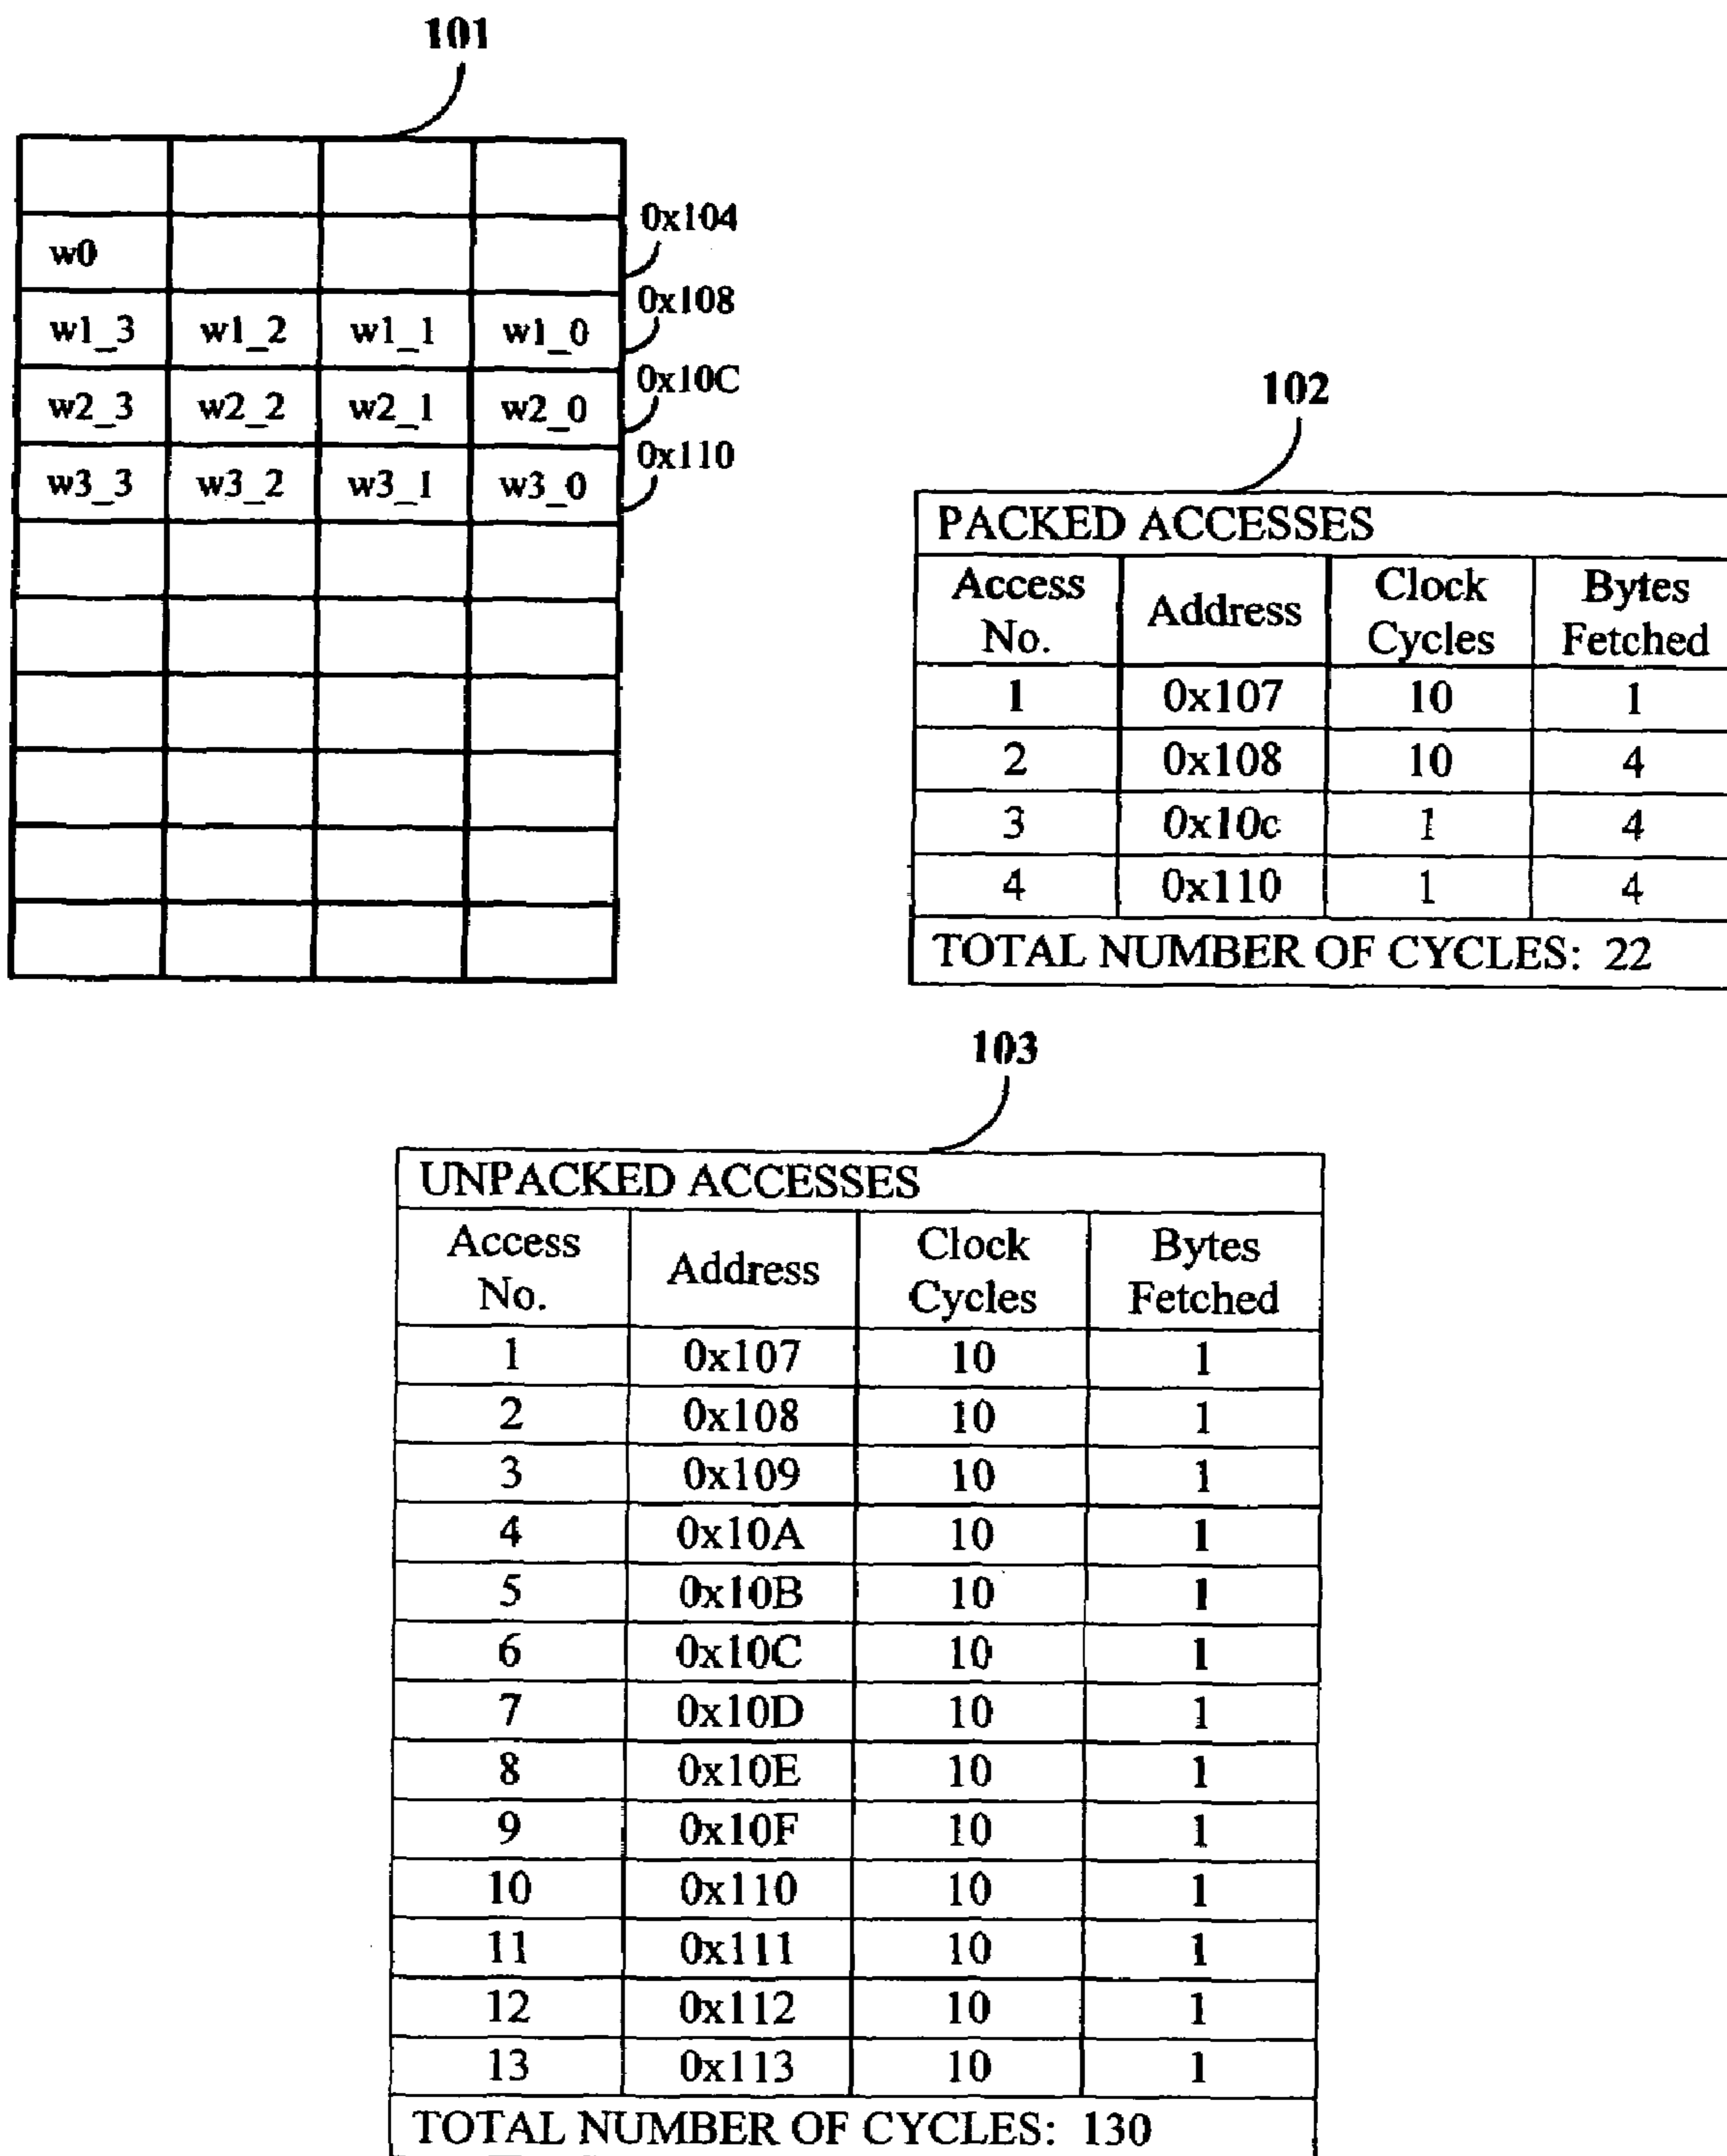 101
0x104
w0
0x108
w1_3 w1_2 w1_1 w1_0
0x10C
w2_3 w2_2 w2_1 w2_0
0x110
w3_3 w3_2 w3_1 w3_0
102
PACKED ACCESSES
Access No. Address Clock Cycles Bytes Fetched
1 0x107 10 1
2 0x108 10 4
3 0x10c 1 4
4 0x110 1 4
TOTAL NUMBER OF CYCLES: 22
103
UNPACKED ACCESSES
Access No. Address Clock Cycles Bytes Fetched
1 0x107 10 1
2 0x108 10 1
3 0x109 10 1
4 0x10A 10 1
5 0x10B 10 1
6 0x10C 10 1
7 0x10D 10 1
8 0x10E 10 1
9 0x10F 10 1
10 0x110 10 1
11 0x111 10 1
12 0x112 10 1
13 0x113 10 1
TOTAL NUMBER OF CYCLES: 130